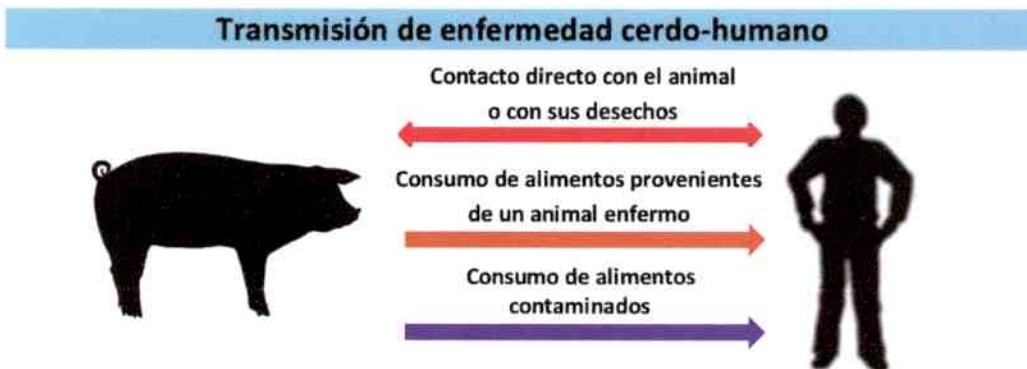 Transmisión de enfermedad cerdo-humano
Contacto directo con el animal
o con sus desechos
Consumo de alimentos provenientes
de un animal enfermo
Consumo de alimentos
contaminados